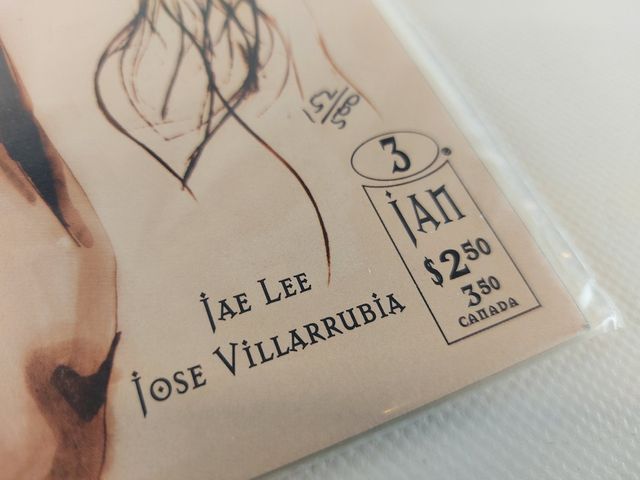 3
JAN
$2.50
3.50
CANADA
JAE LEE
JOSE VILLARRUBIA